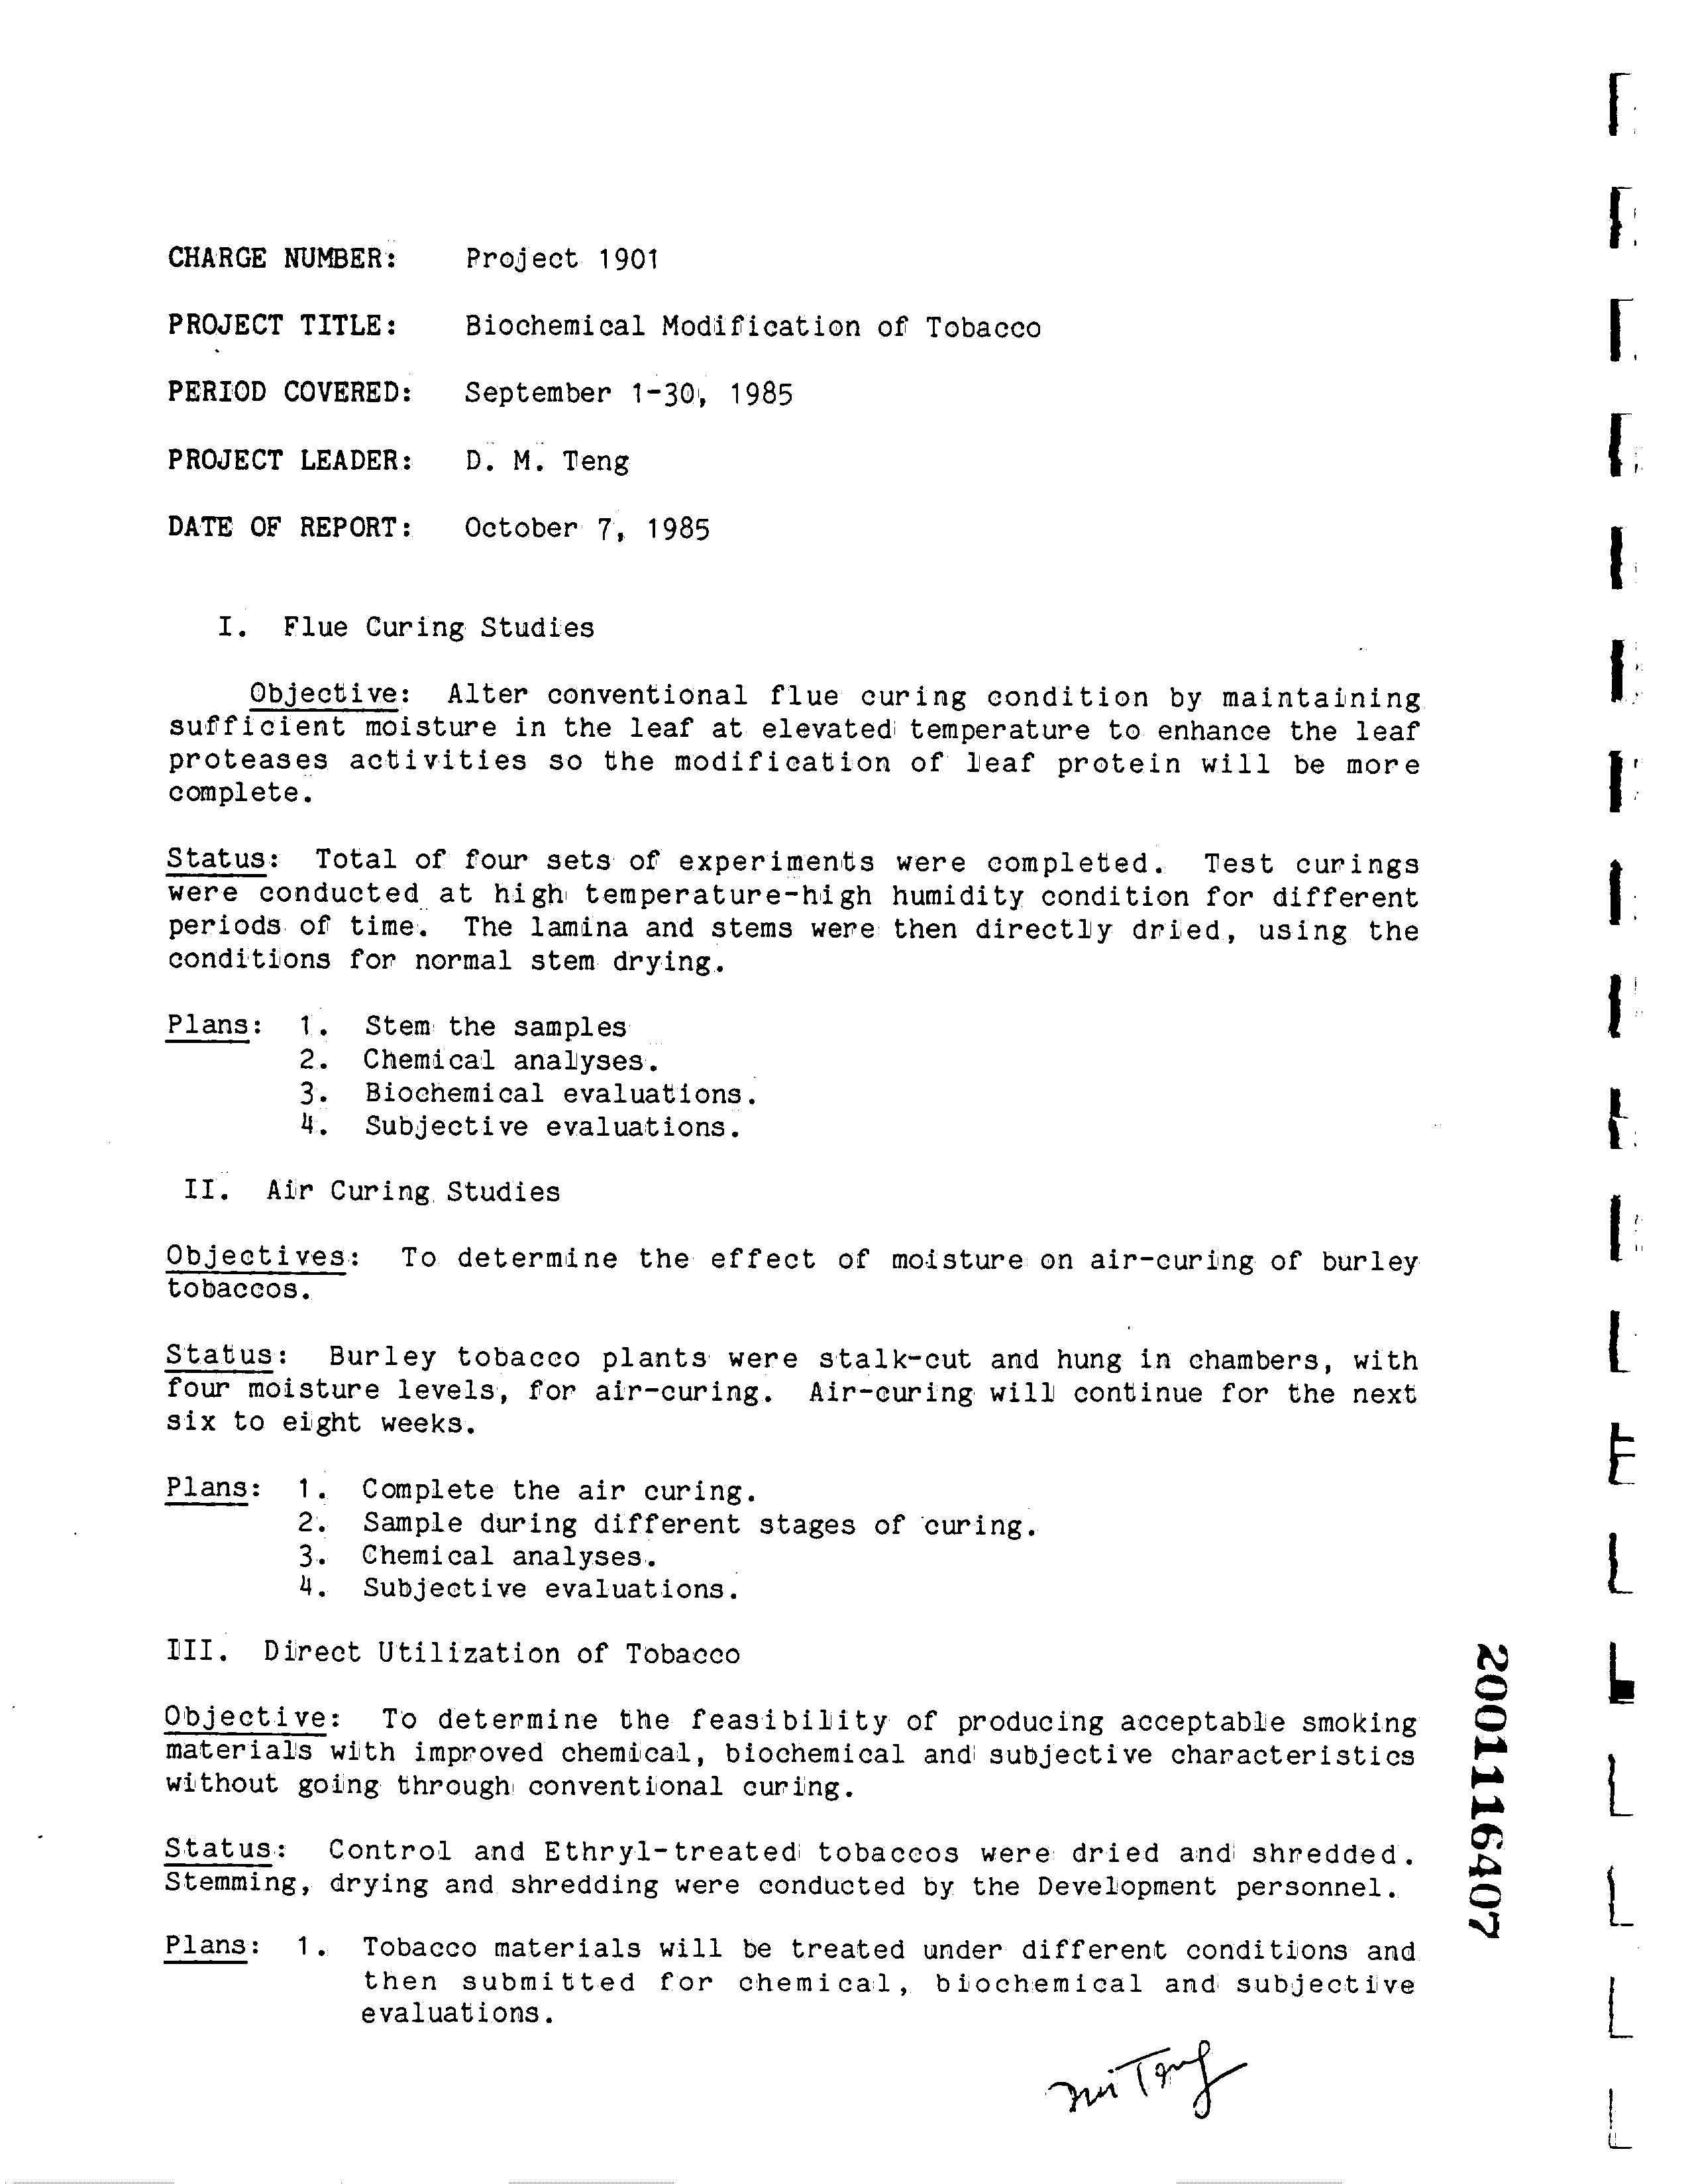 CHARGE NUMBER: Project 1901
PROJECT TITLE: Biochemical Modification of Tobacco
PERIOD COVERED: September 1-30, 1985
PROJECT LEADER: D. M. Teng
DATE OF REPORT: October 7, 1985
I. Flue Curing Studies
Objective: Alter conventional flue curing condition by maintaining
sufficient moisture in the leaf at elevated temperature to enhance the leaf
proteases activities so the modification of leaf protein will be more
complete.
Status: Total of four sets of experiments were completed. Test curings
were conducted at high temperature-high humidity condition for different
periods of time. The lamina and stems were then directly dried, using the
conditions for normal stem drying.
Plans: 1. Stem the samples
2. Chemical analyses.
3. Biochemical evaluations.
4. Subjective evaluations.
II. Air Curing Studies
Objectives: To determine the effect of moisture on air-curing of burley
tobaccos.
Status: Burley tobacco plants were stalk-cut and hung in chambers, with
four moisture levels, for air-curing. Air-curing will continue for the next
six to eight weeks.
Plans: 1. Complete the air curing.
2. Sample during different stages of curing.
3. Chemical analyses.
4. Subjective evaluations.
III. Direct Utilization of Tobacco
Objective: To determine the feasibility of producing acceptable smoking
materials with improved chemical, biochemical and subjective characteristics
without going through conventional curing.
Status: Control and Ethryl-treated tobaccos were dried and shredded.
Stemming, drying and shredding were conducted by the Development personnel.
Plans: 1. Tobacco materials will be treated under different conditions and
then submitted for chemical, biochemical and subjective
evaluations.
2001116407